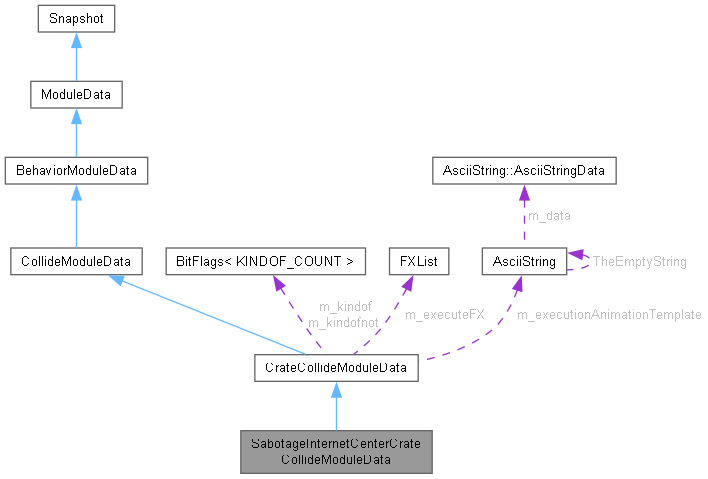 Snapshot
ModuleData
BehaviorModuleData
AsciiString::AsciiStringData
m_data
CollideModuleData
BitFlags< KINDOF_COUNT >
FXList
AsciiString
TheEmptyString
m_kindof
m_kindofnot
m_executeFX
m_executionAnimationTemplate
CrateCollideModuleData
SabotageInternetCenterCrate
CollideModuleData